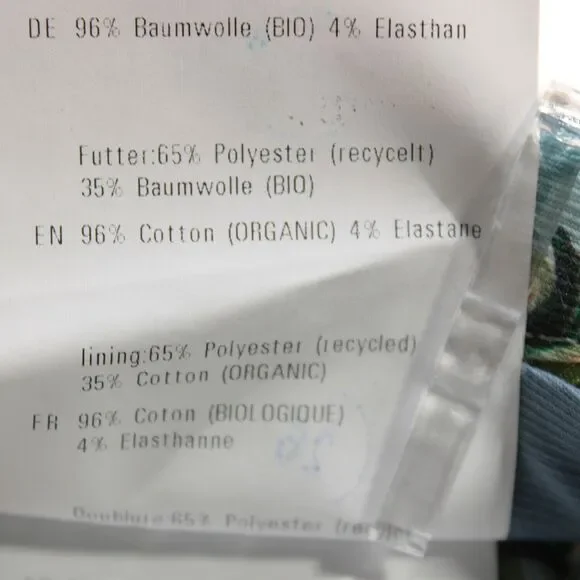 DE 96% Baumwolle (BIO) 4% Elasthan
Futter:65% Polyester (recycelt)
35% Baumwolle (BIO)
EN 96% Cotton (ORGANIC) 4% Elastane
lining:65% Polyester (recycled)
35% Cotton (ORGANIC)
FR 96% Coton (BIOLOGIQUE)
4% Elasthanne
Doublure 65% Polyester